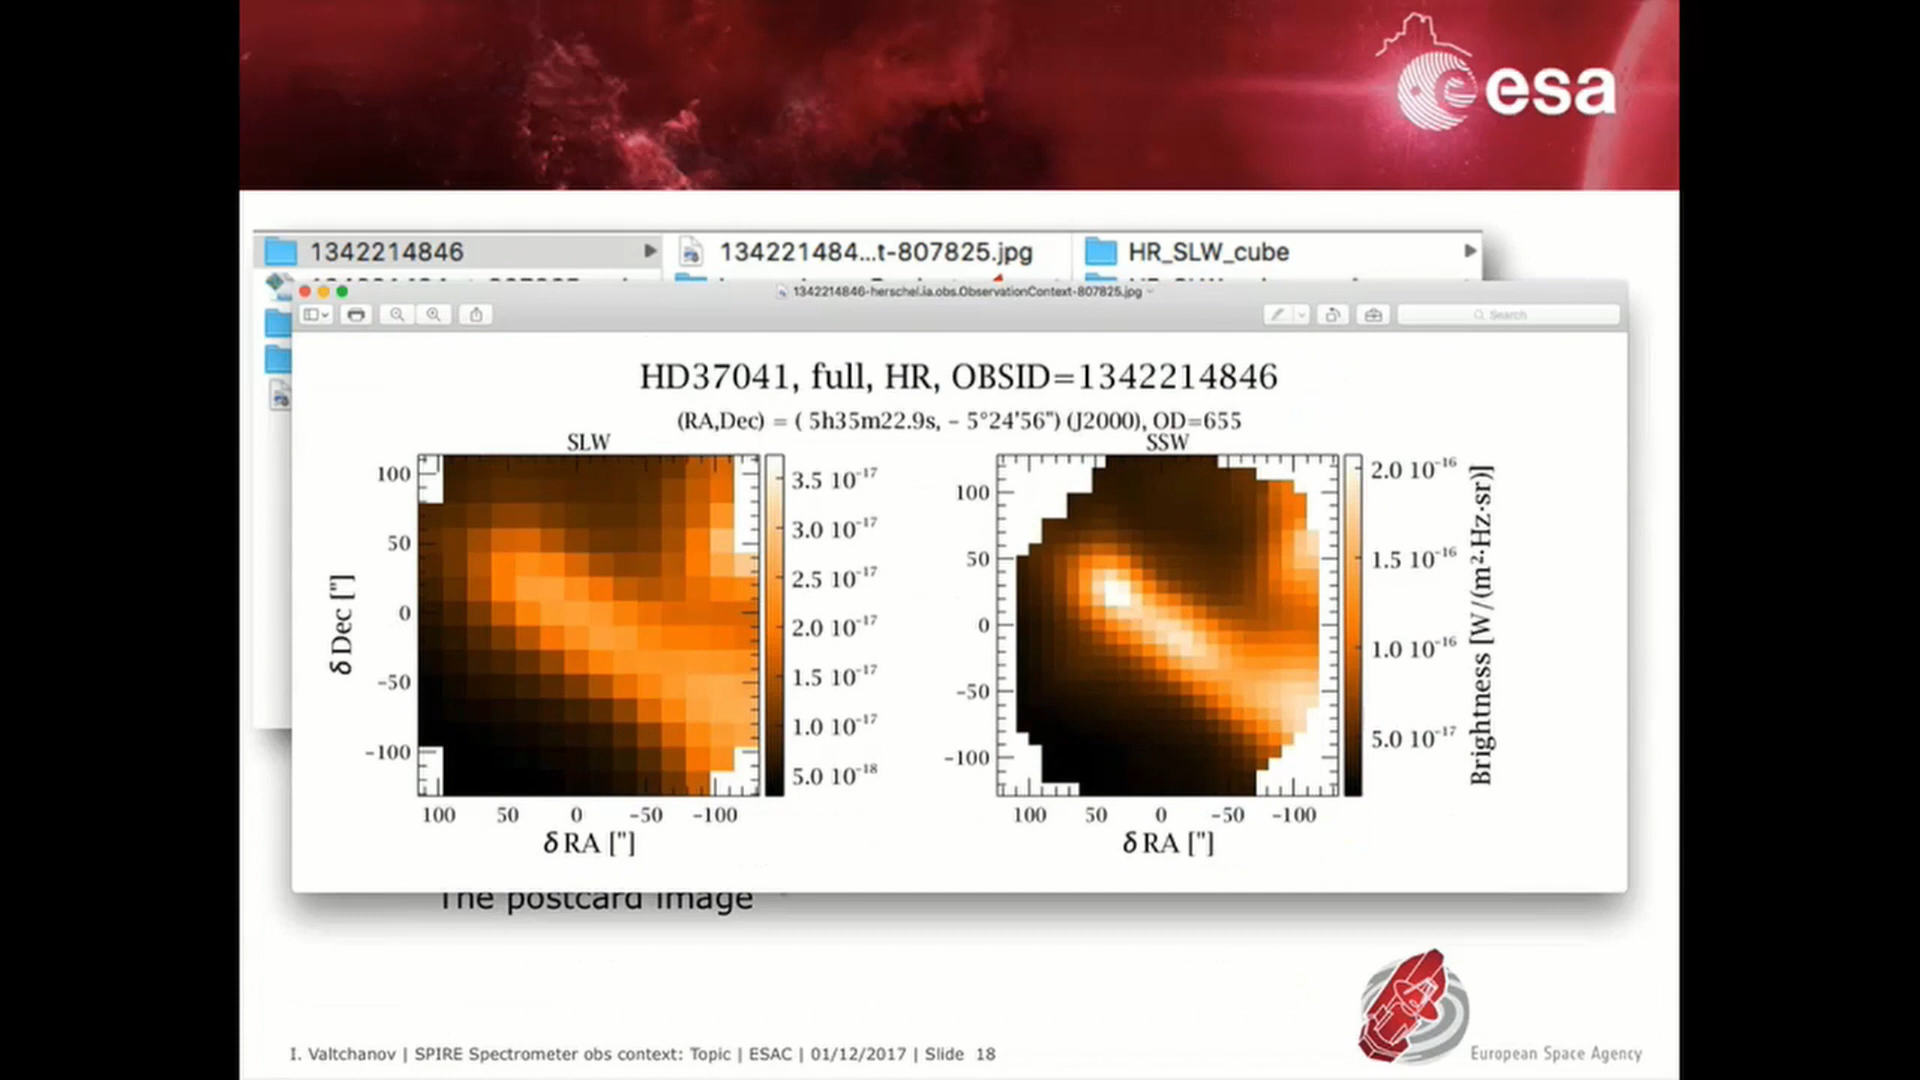 esa
1342214846
134221484...t-807825.jpg
HR_SLW_cube
1342214846-herschel.ia.obs.ObservationContext-807825.jpg
Search
HD37041, full, HR, OBSID=1342214846
(RA,Dec) = ( 5h35m22.9s, − 5°24'56") (J2000), OD=655
SLW
100
50
0
−50
−100
δ Dec ["]
100 50 0 −50 −100
δ RA ["]
3.5 10⁻¹⁷
3.0 10⁻¹⁷
2.5 10⁻¹⁷
2.0 10⁻¹⁷
1.5 10⁻¹⁷
1.0 10⁻¹⁷
5.0 10⁻¹⁸
SSW
100
50
0
−50
−100
100 50 0 −50 −100
δ RA ["]
2.0 10⁻¹⁶
1.5 10⁻¹⁶
1.0 10⁻¹⁶
5.0 10⁻¹⁷
Brightness [W/(m²·Hz·sr)]
The postcard image
I. Valtchanov | SPIRE Spectrometer obs context: Topic | ESAC | 01/12/2017 | Slide 18
European Space Agency